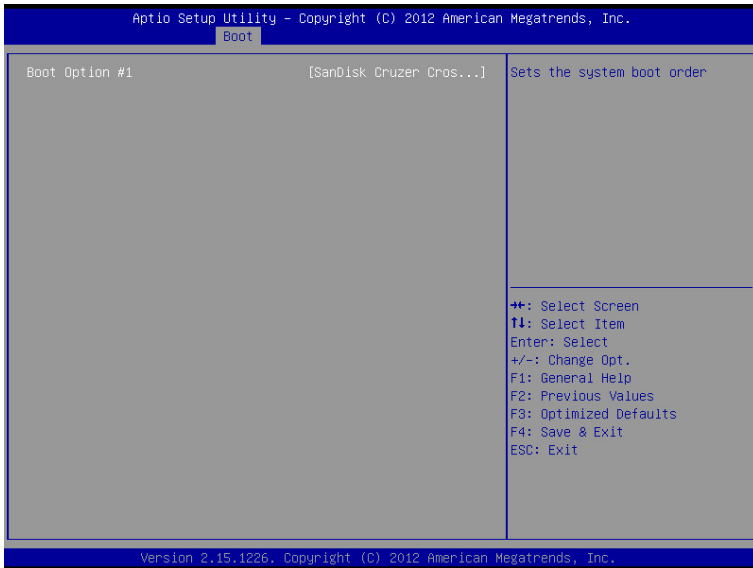 Aptio Setup Utility – Copyright (C) 2012 American Megatrends, Inc.
Boot
Boot Option #1 [SanDisk Cruzer Cros...]
Sets the system boot order
→←: Select Screen
↑↓: Select Item
Enter: Select
+/-: Change Opt.
F1: General Help
F2: Previous Values
F3: Optimized Defaults
F4: Save & Exit
ESC: Exit
Version 2.15.1226. Copyright (C) 2012 American Megatrends, Inc.